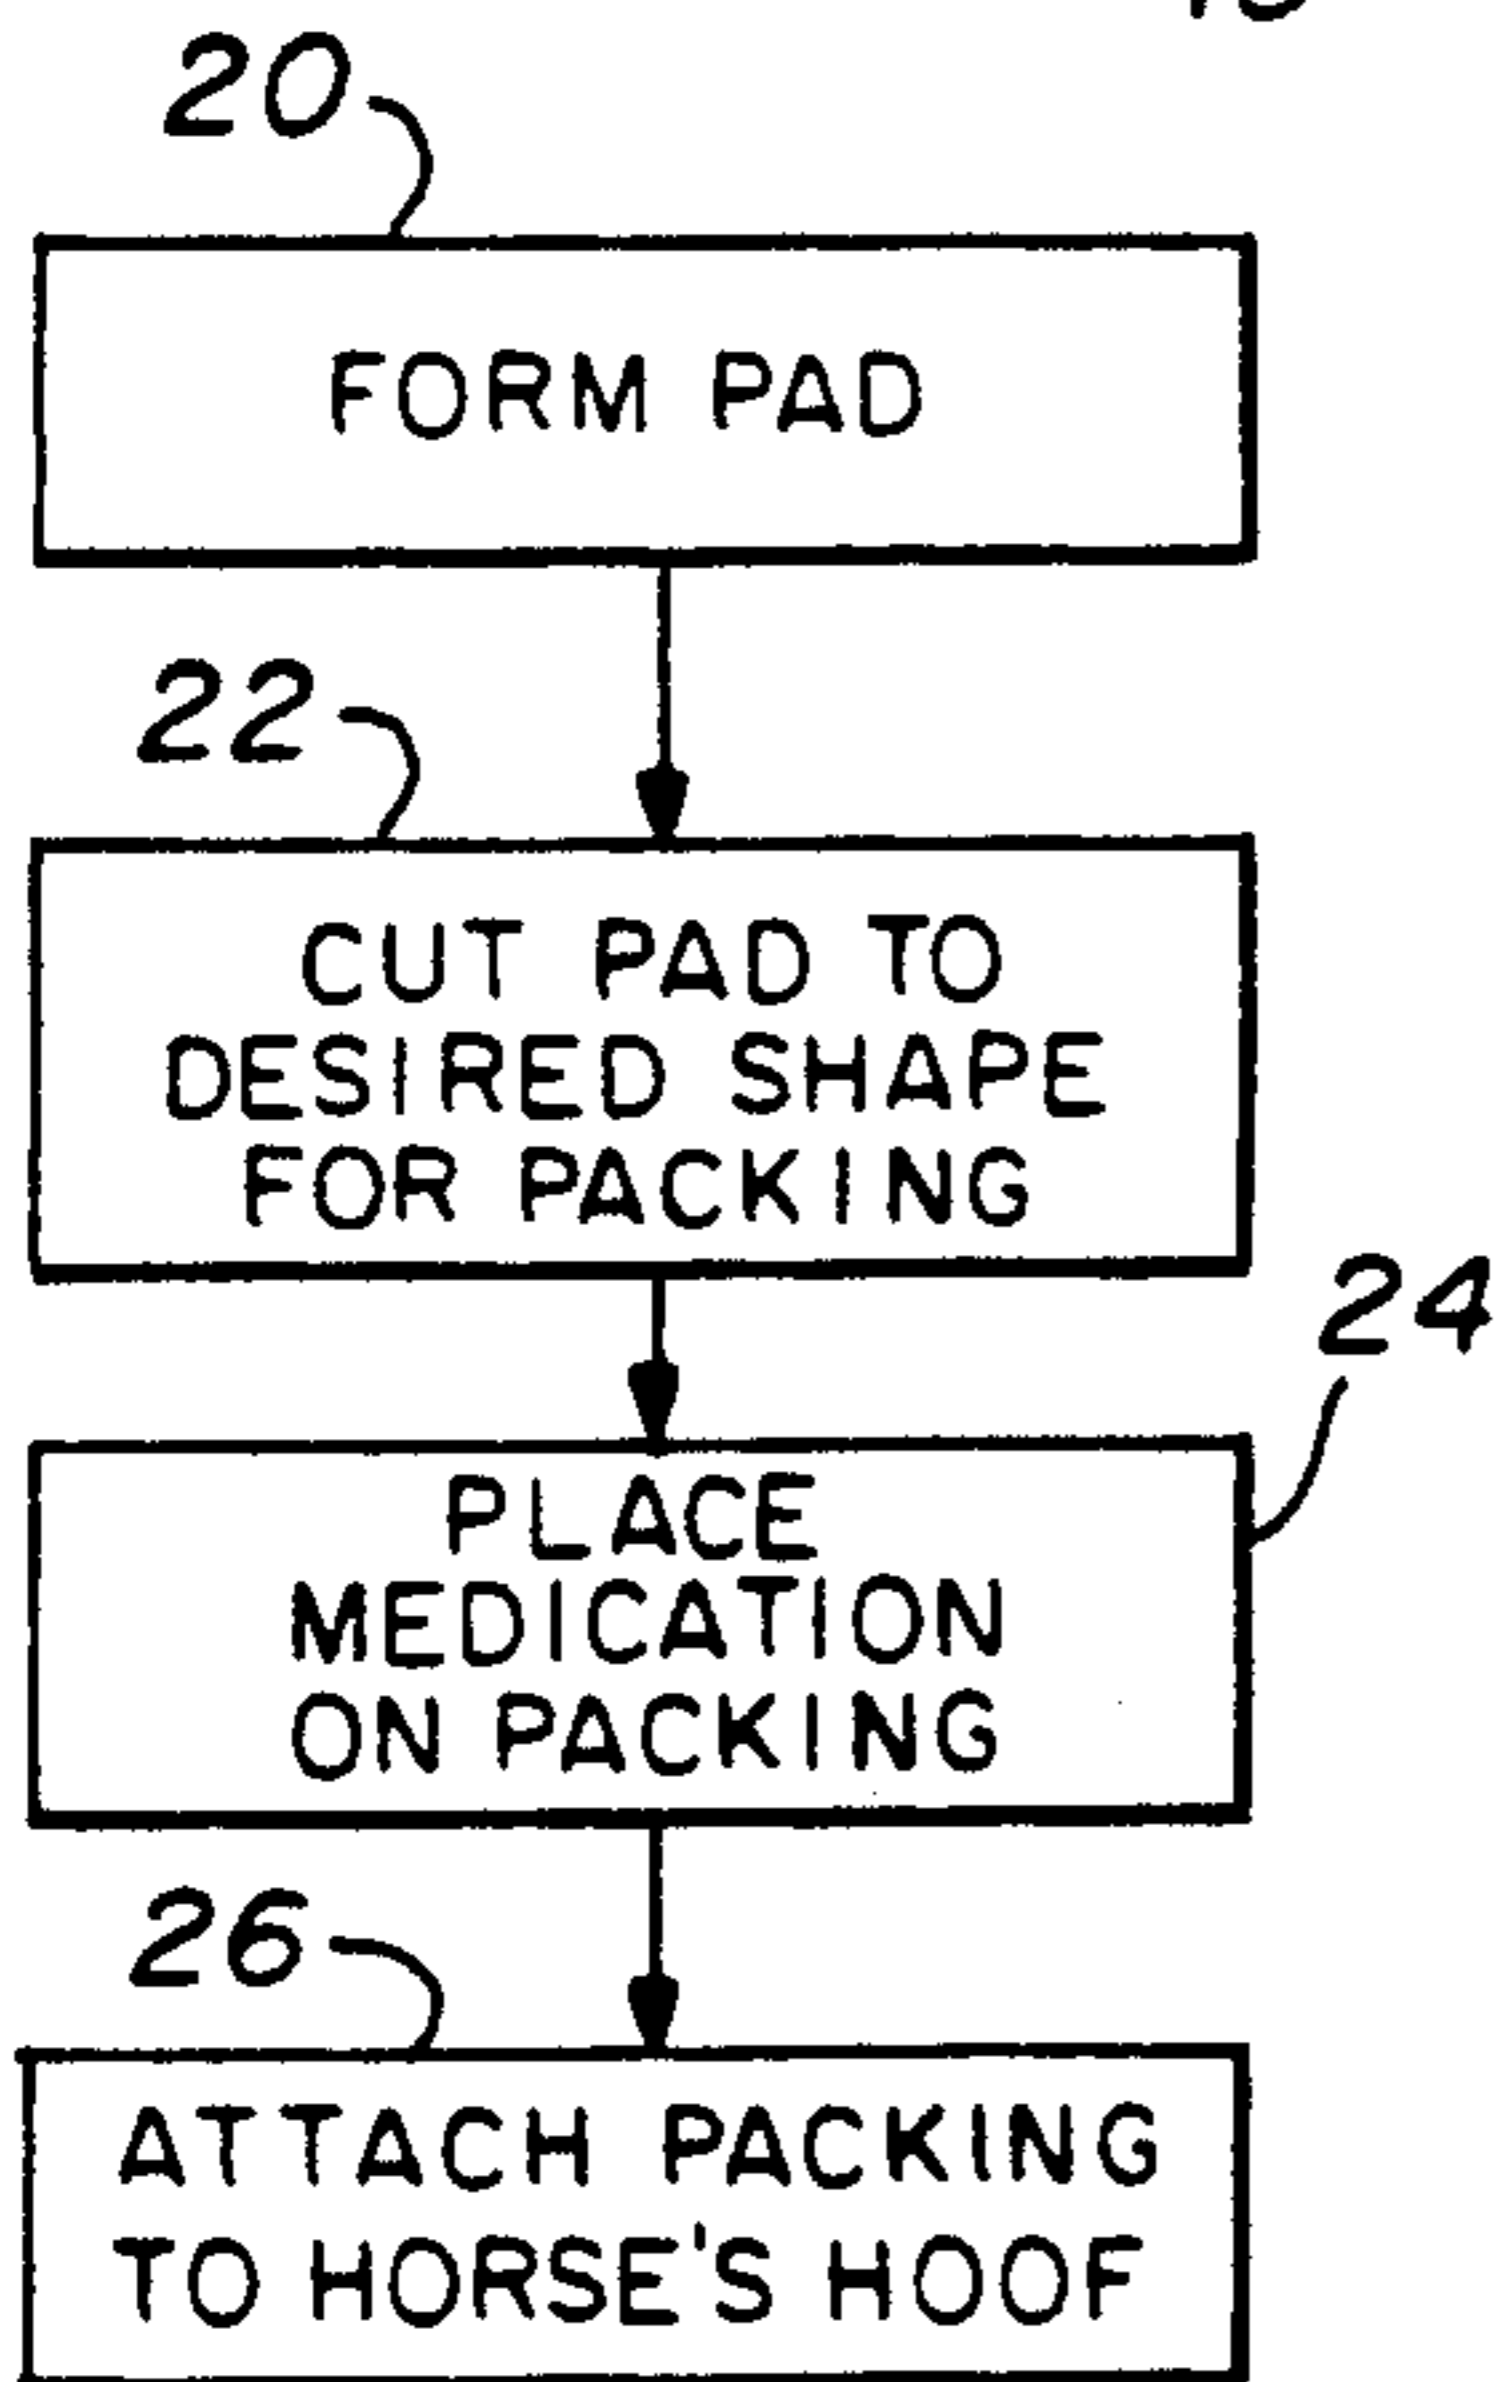 20
FORM PAD
22
CUT PAD TO
DESIRED SHAPE
FOR PACKING
24
PLACE
MEDICATION
ON PACKING
26
ATTACH PACKING
TO HORSE'S HOOF